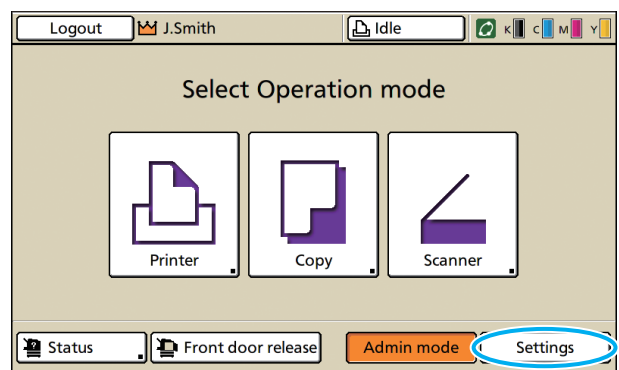 Logout J.Smith Idle K C M Y
Select Operation mode
Printer Copy Scanner
Status Front door release Admin mode Settings